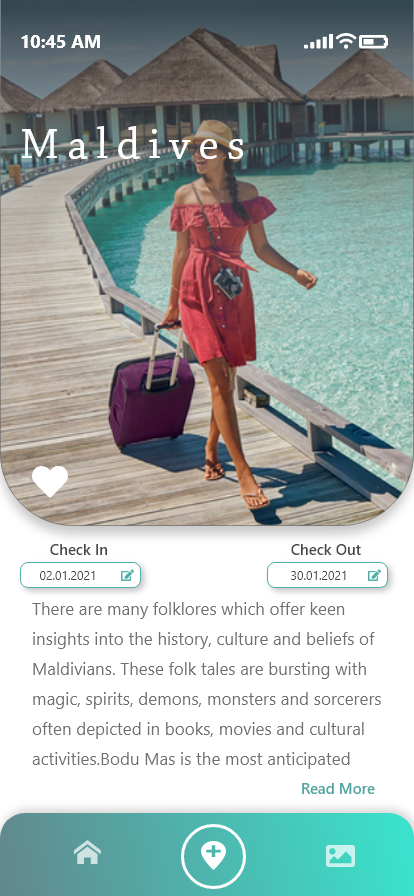 10:45 AM
Maldives
Check In
Check Out
02.01.2021
30.01.2021
There are many folklores which offer keen
insights into the history, culture and beliefs of
Maldivians. These folk tales are bursting with
magic, spirits, demons, monsters and sorcerers
often depicted in books, movies and cultural
activities.Bodu Mas is the most anticipated
Read More